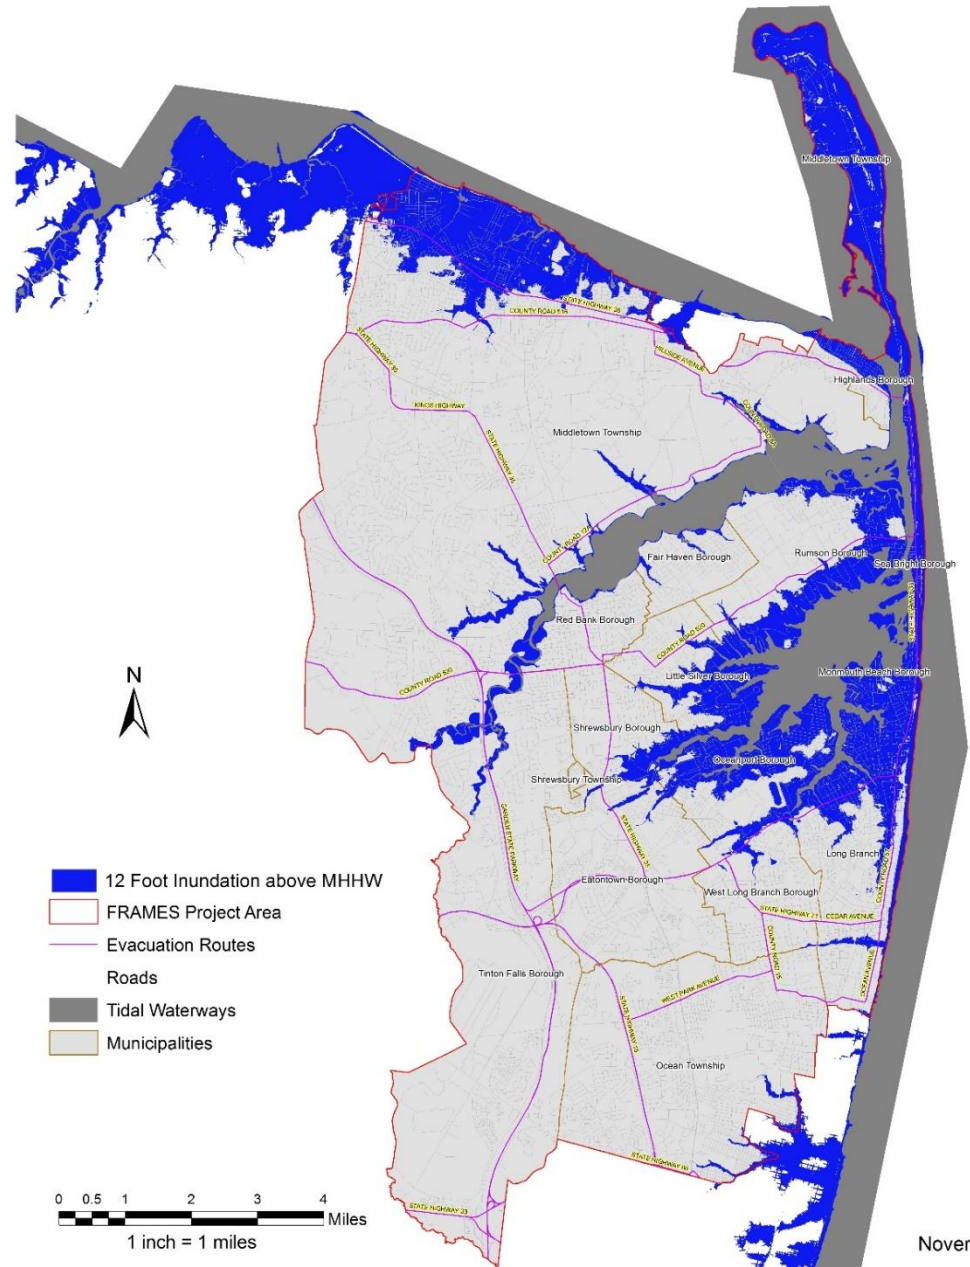 Middletown Township
STATE HIGHWAY 36
COUNTY ROAD 516
STATE HIGHWAY 35
HILLSIDE AVENUE
Highlands Borough
KINGS HIGHWAY
Middletown Township
STATE HIGHWAY 35
Fair Haven Borough
Rumson Borough
Sea Bright Borough
Red Bank Borough
COUNTY ROAD 520
N
COUNTY ROAD 520
Little Silver Borough
Monmouth Beach Borough
Shrewsbury Borough
Oceanport Borough
Shrewsbury Township
GARDEN STATE PARKWAY
STATE HIGHWAY 35
Long Branch
Eatontown Borough
West Long Branch Borough
STATE HIGHWAY 71 - CEDAR AVENUE
Tinton Falls Borough
WEST PARK AVENUE
OCEAN AVENUE
Ocean Township
STATE HIGHWAY 66
STATE HIGHWAY 33
12 Foot Inundation above MHHW
FRAMES Project Area
Evacuation Routes
Roads
Tidal Waterways
Municipalities
0 0.5 1 2 3 4
Miles
1 inch = 1 miles
Nover